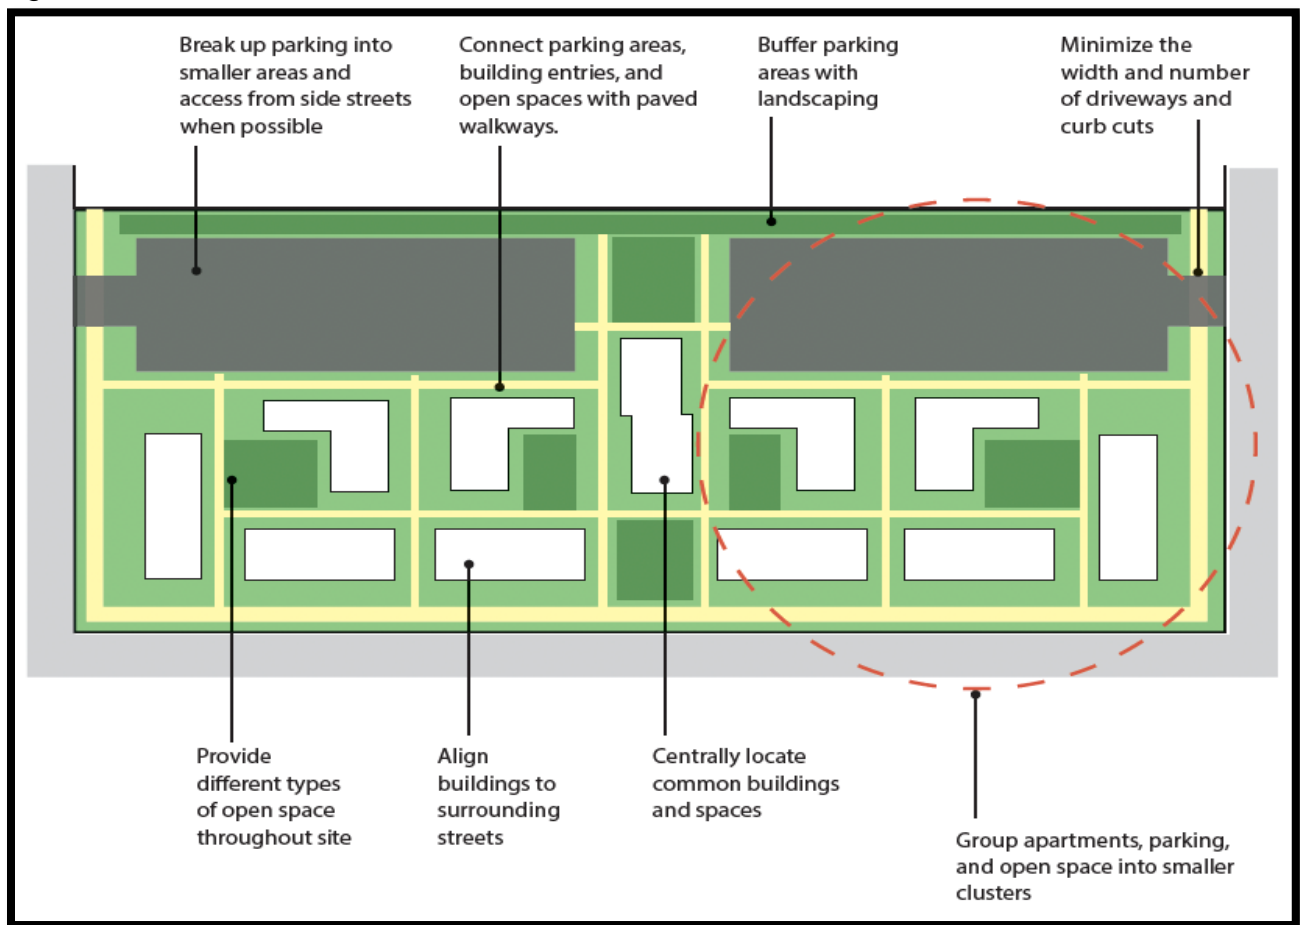 Break up parking into
smaller areas and
access from side streets
when possible
Connect parking areas,
building entries, and
open spaces with paved
walkways.
Buffer parking
areas with
landscaping
Minimize the
width and number
of driveways and
curb cuts
Provide
different types
of open space
throughout site
Align
buildings to
surrounding
streets
Centrally locate
common buildings
and spaces
Group apartments, parking,
and open space into smaller
clusters